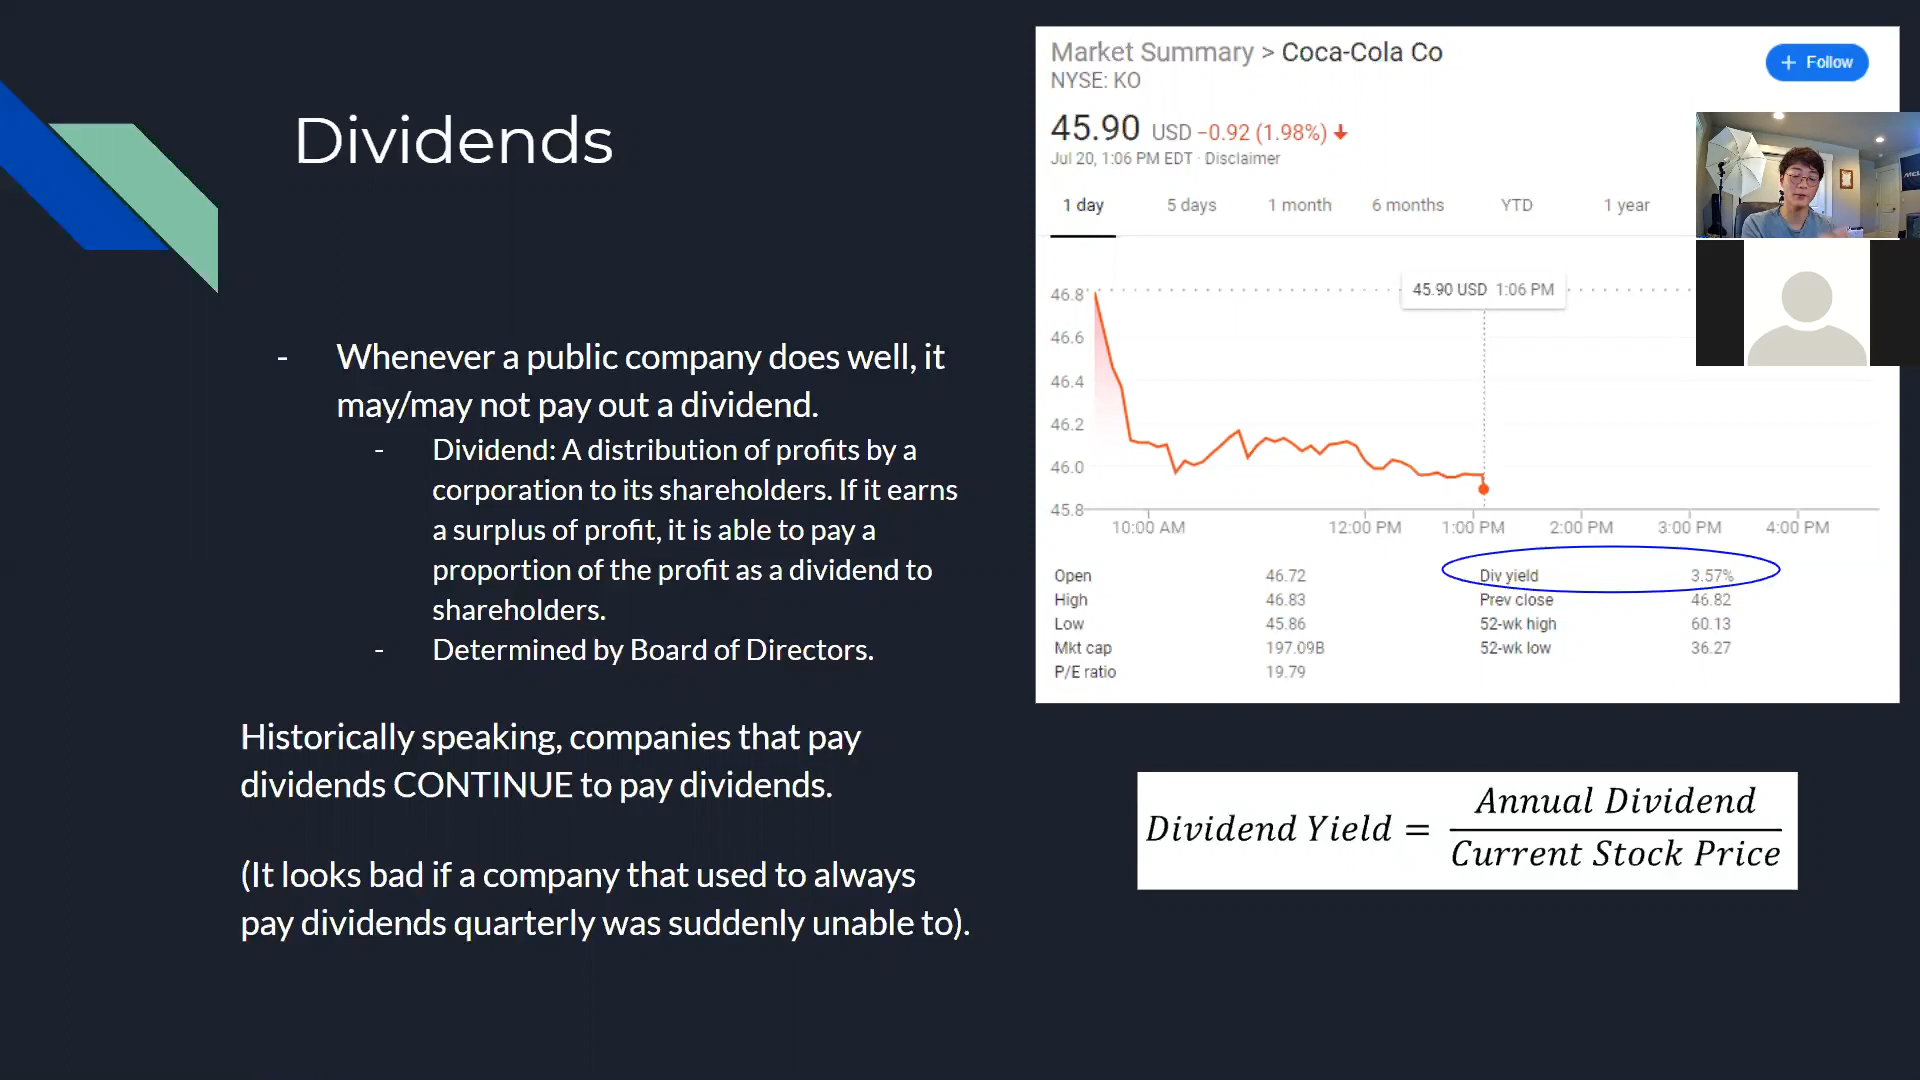 Dividends
- Whenever a public company does well, it
may/may not pay out a dividend.
- Dividend: A distribution of profits by a
corporation to its shareholders. If it earns
a surplus of profit, it is able to pay a
proportion of the profit as a dividend to
shareholders.
- Determined by Board of Directors.
Historically speaking, companies that pay
dividends CONTINUE to pay dividends.
(It looks bad if a company that used to always
pay dividends quarterly was suddenly unable to).
Market Summary > Coca-Cola Co
NYSE: KO
+ Follow
45.90 USD −0.92 (1.98%) ↓
Jul 20, 1:06 PM EDT · Disclaimer
1 day 5 days 1 month 6 months YTD 1 year
45.90 USD 1:06 PM
46.8
46.6
46.4
46.2
46.0
45.8
10:00 AM 12:00 PM 1:00 PM 2:00 PM 3:00 PM 4:00 PM
Open 46.72 Div yield 3.57%
High 46.83 Prev close 46.82
Low 45.86 52-wk high 60.13
Mkt cap 197.09B 52-wk low 36.27
P/E ratio 19.79
Dividend Yield = Annual Dividend
Current Stock Price